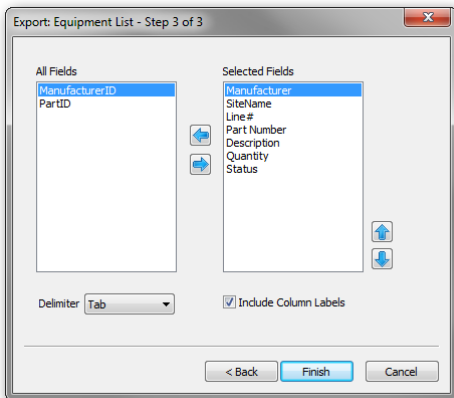 Export: Equipment List - Step 3 of 3
All Fields
ManufacturerID
PartID
Selected Fields
Manufacturer
SiteName
Line#
Part Number
Description
Quantity
Status
Delimiter Tab
Include Column Labels
< Back Finish Cancel